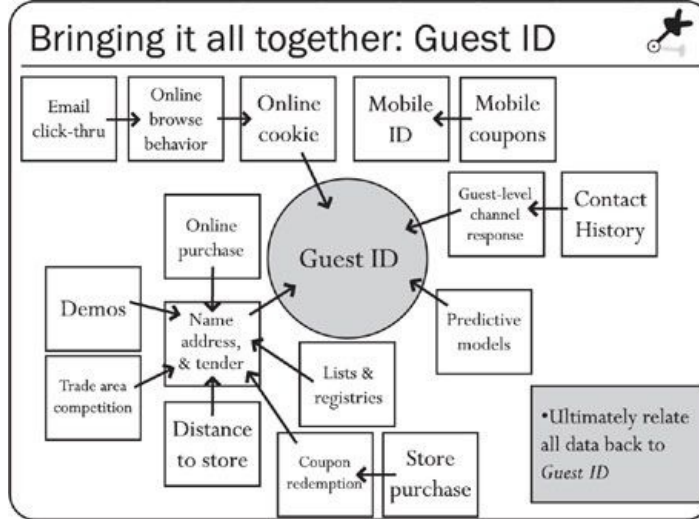 Bringing it all together: Guest ID
Email
click-thru
Online
browse
behavior
Online
cookie
Mobile
ID
Mobile
coupons
Online
purchase
Guest ID
Guest-level
channel
response
Contact
History
Demos
Name
address,
& tender
Predictive
models
Trade area
competition
Lists &
registries
Distance
to store
Coupon
redemption
Store
purchase
•Ultimately relate
all data back to
Guest ID